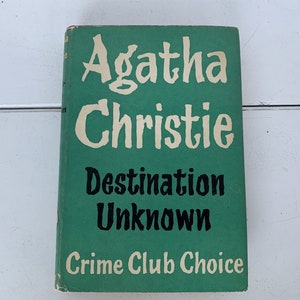 Agatha
Christie
Destination
Unknown
Crime Club Choice